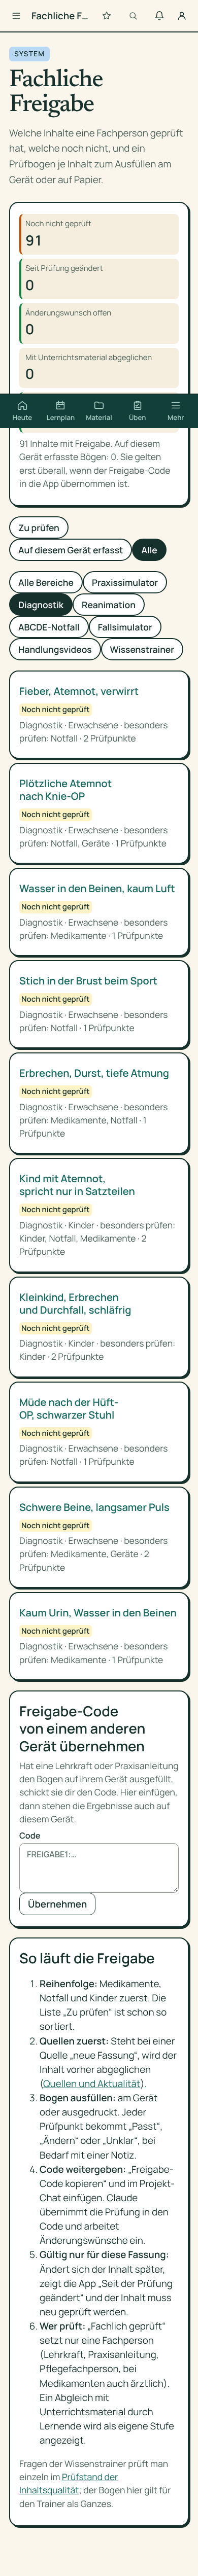 Fachliche F...
SYSTEM
Fachliche
Freigabe
Welche Inhalte eine Fachperson geprüft
hat, welche noch nicht, und ein
Prüfbogen je Inhalt zum Ausfüllen am
Gerät oder auf Papier.
Noch nicht geprüft
91
Seit Prüfung geändert
0
Änderungswunsch offen
0
Mit Unterrichtsmaterial abgeglichen
0
Heute
Lernplan
Material
Üben
Mehr
91 Inhalte mit Freigabe. Auf diesem
Gerät erfasste Bögen: 0. Sie gelten
erst überall, wenn der Freigabe-Code
in die App übernommen ist.
Zu prüfen
Auf diesem Gerät erfasst
Alle
Alle Bereiche
Praxissimulator
Diagnostik
Reanimation
ABCDE-Notfall
Fallsimulator
Handlungsvideos
Wissenstrainer
Fieber, Atemnot, verwirrt
Noch nicht geprüft
Diagnostik · Erwachsene · besonders
prüfen: Notfall · 2 Prüfpunkte
Plötzliche Atemnot
nach Knie-OP
Noch nicht geprüft
Diagnostik · Erwachsene · besonders
prüfen: Notfall, Geräte · 1 Prüfpunkte
Wasser in den Beinen, kaum Luft
Noch nicht geprüft
Diagnostik · Erwachsene · besonders
prüfen: Medikamente · 1 Prüfpunkte
Stich in der Brust beim Sport
Noch nicht geprüft
Diagnostik · Erwachsene · besonders
prüfen: Notfall · 1 Prüfpunkte
Erbrechen, Durst, tiefe Atmung
Noch nicht geprüft
Diagnostik · Erwachsene · besonders
prüfen: Medikamente, Notfall · 1
Prüfpunkte
Kind mit Atemnot,
spricht nur in Satzteilen
Noch nicht geprüft
Diagnostik · Kinder · besonders prüfen:
Kinder, Notfall, Medikamente · 2
Prüfpunkte
Kleinkind, Erbrechen
und Durchfall, schläfrig
Noch nicht geprüft
Diagnostik · Kinder · besonders prüfen:
Kinder · 2 Prüfpunkte
Müde nach der Hüft-
OP, schwarzer Stuhl
Noch nicht geprüft
Diagnostik · Erwachsene · besonders
prüfen: Notfall · 1 Prüfpunkte
Schwere Beine, langsamer Puls
Noch nicht geprüft
Diagnostik · Erwachsene · besonders
prüfen: Medikamente, Geräte · 2
Prüfpunkte
Kaum Urin, Wasser in den Beinen
Noch nicht geprüft
Diagnostik · Erwachsene · besonders
prüfen: Medikamente · 1 Prüfpunkte
Freigabe-Code
von einem anderen
Gerät übernehmen
Hat eine Lehrkraft oder Praxisanleitung
den Bogen auf ihrem Gerät ausgefüllt,
schickt sie dir den Code. Hier einfügen,
dann stehen die Ergebnisse auch auf
diesem Gerät.
Code
FREIGABE1:...
Übernehmen
So läuft die Freigabe
1. Reihenfolge: Medikamente,
Notfall und Kinder zuerst. Die
Liste „Zu prüfen“ ist schon so
sortiert.
2. Quellen zuerst: Steht bei einer
Quelle „neue Fassung“, wird der
Inhalt vorher abgeglichen
(Quellen und Aktualität).
3. Bogen ausfüllen: am Gerät
oder ausgedruckt. Jeder
Prüfpunkt bekommt „Passt“,
„Ändern“ oder „Unklar“, bei
Bedarf mit einer Notiz.
4. Code weitergeben: „Freigabe-
Code kopieren“ und im Projekt-
Chat einfügen. Claude
übernimmt die Prüfung in den
Code und arbeitet
Änderungswünsche ein.
5. Gültig nur für diese Fassung:
Ändert sich der Inhalt später,
zeigt die App „Seit der Prüfung
geändert“ und der Inhalt muss
neu geprüft werden.
6. Wer prüft: „Fachlich geprüft“
setzt nur eine Fachperson
(Lehrkraft, Praxisanleitung,
Pflegefachperson, bei
Medikamenten auch ärztlich).
Ein Abgleich mit
Unterrichtsmaterial durch
Lernende wird als eigene Stufe
angezeigt.
Fragen der Wissenstrainer prüft man
einzeln im Prüfstand der
Inhaltsqualität; der Bogen hier gilt für
den Trainer als Ganzes.